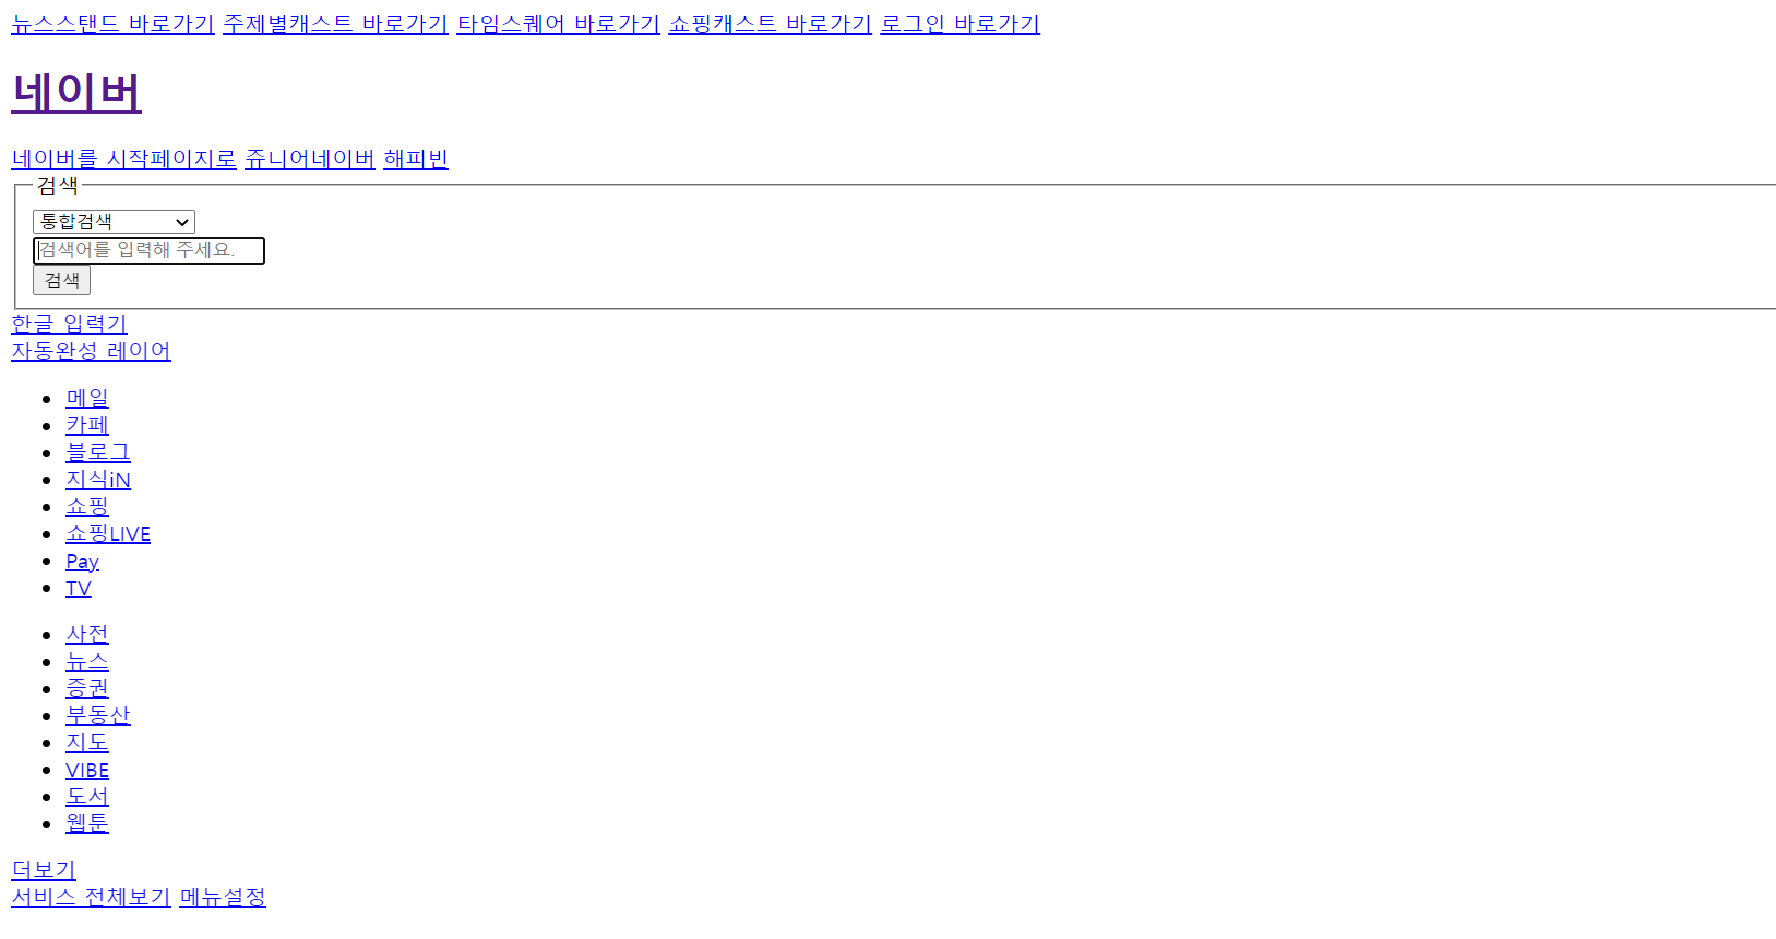 뉴스스탠드 바로가기 주제별캐스트 바로가기 타임스퀘어 바로가기 쇼핑캐스트 바로가기 로그인 바로가기
네이버
네이버를 시작페이지로 쥬니어네이버 해피빈
검색
통합검색
검색어를 입력해 주세요.
검색
한글 입력기
자동완성 레이어
메일
카페
블로그
지식iN
쇼핑
쇼핑LIVE
Pay
TV
사전
뉴스
증권
부동산
지도
VIBE
도서
웹툰
더보기
서비스 전체보기 메뉴설정